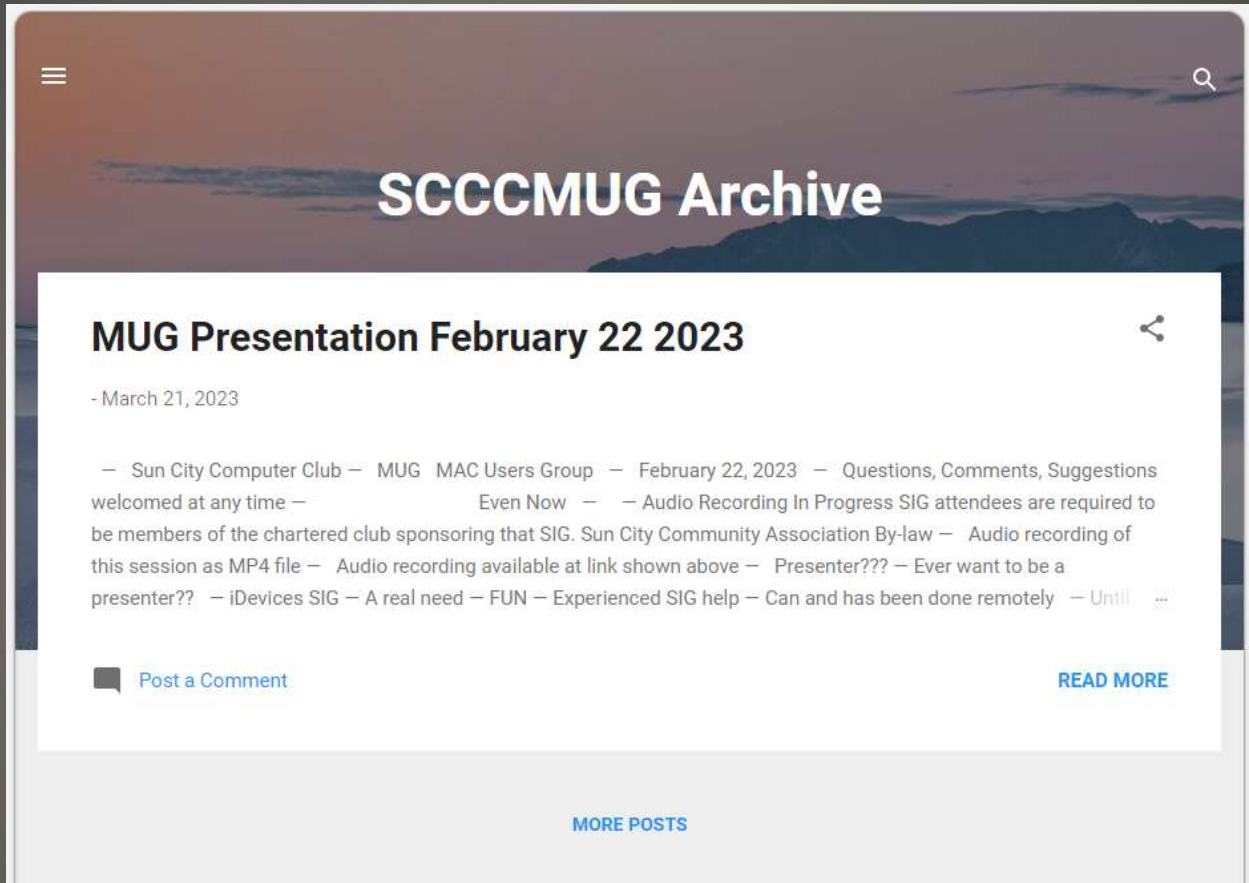 SCCCMUG Archive
MUG Presentation February 22 2023
- March 21, 2023
— Sun City Computer Club — MUG MAC Users Group — February 22, 2023 — Questions, Comments, Suggestions
welcomed at any time — Even Now — — Audio Recording In Progress SIG attendees are required to
be members of the chartered club sponsoring that SIG. Sun City Community Association By-law — Audio recording of
this session as MP4 file — Audio recording available at link shown above — Presenter??? — Ever want to be a
presenter?? — iDevices SIG — A real need — FUN — Experienced SIG help — Can and has been done remotely — Until ...
Post a Comment
READ MORE
MORE POSTS